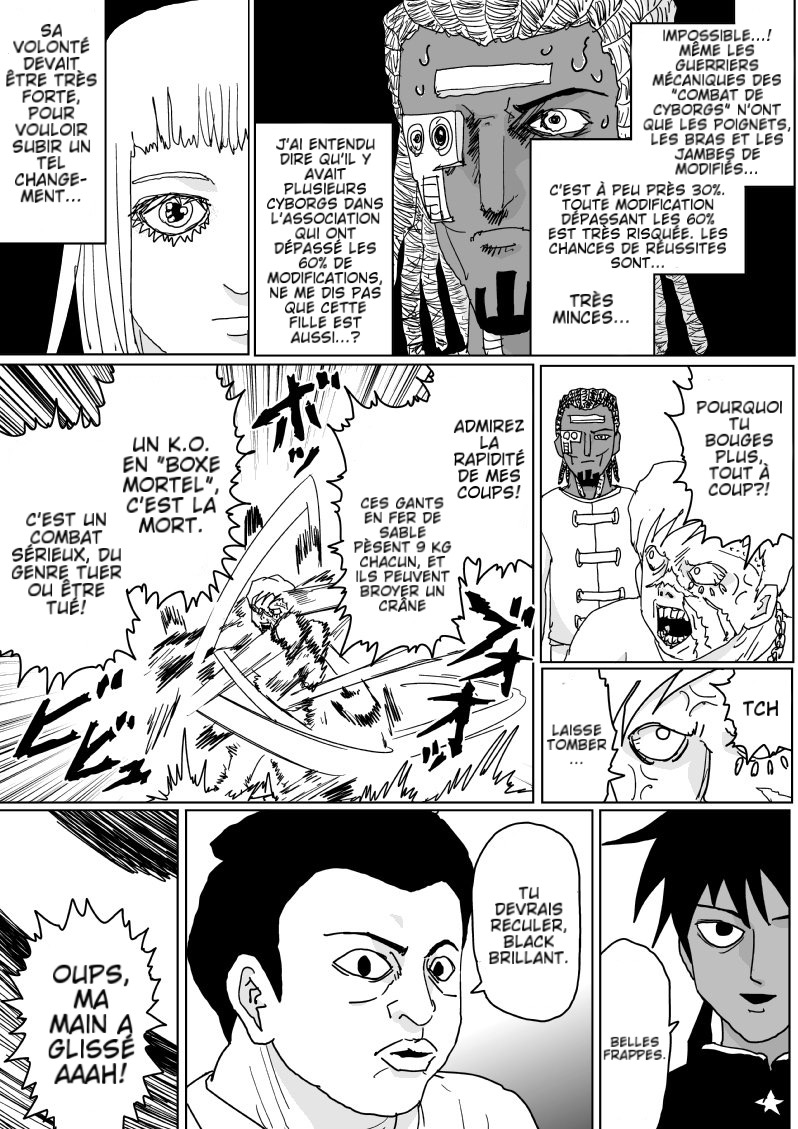 IMPOSSIBLE...!
MÊME LES
GUERRIERS
MÉCANIQUES DES
"COMBAT DE
CYBORGS" N'ONT
QUE LES POIGNETS,
LES BRAS ET LES
JAMBES DE
MODIFIÉS...
C'EST À PEU PRÈS 30%.
TOUTE MODIFICATION
DÉPASSANT LES 60%
EST TRÈS RISQUÉE. LES
CHANCES DE RÉUSSITES
SONT...
TRÈS
MINCES...
J'AI ENTENDU
DIRE QU'IL Y
AVAIT
PLUSIEURS
CYBORGS DANS
L'ASSOCIATION
QUI ONT
DÉPASSÉ LES
60% DE
MODIFICATIONS,
NE ME DIS PAS
QUE CETTE
FILLE EST
AUSSI...?
SA
VOLONTÉ
DEVAIT
ÊTRE TRÈS
FORTE,
POUR
VOULOIR
SUBIR UN
TEL
CHANGE-
MENT...
POURQUOI
TU
BOUGES
PLUS,
TOUT À
COUP?!
ADMIREZ
LA
RAPIDITÉ
DE MES
COUPS!
CES GANTS
EN FER DE
SABLE
PÈSENT 9 KG
CHACUN, ET
ILS PEUVENT
BROYER UN
CRÂNE
UN K.O.
EN "BOXE
MORTEL",
C'EST LA
MORT.
C'EST UN
COMBAT
SÉRIEUX, DU
GENRE TUER
OU ÊTRE
TUÉ!
ボッ
ビビュ
オオ
TCH
LAISSE
TOMBER
...
BELLES
FRAPPES.
TU
DEVRAIS
RECULER,
BLACK
BRILLANT.
OUPS,
MA
MAIN A
GLISSÉ
AAAH!